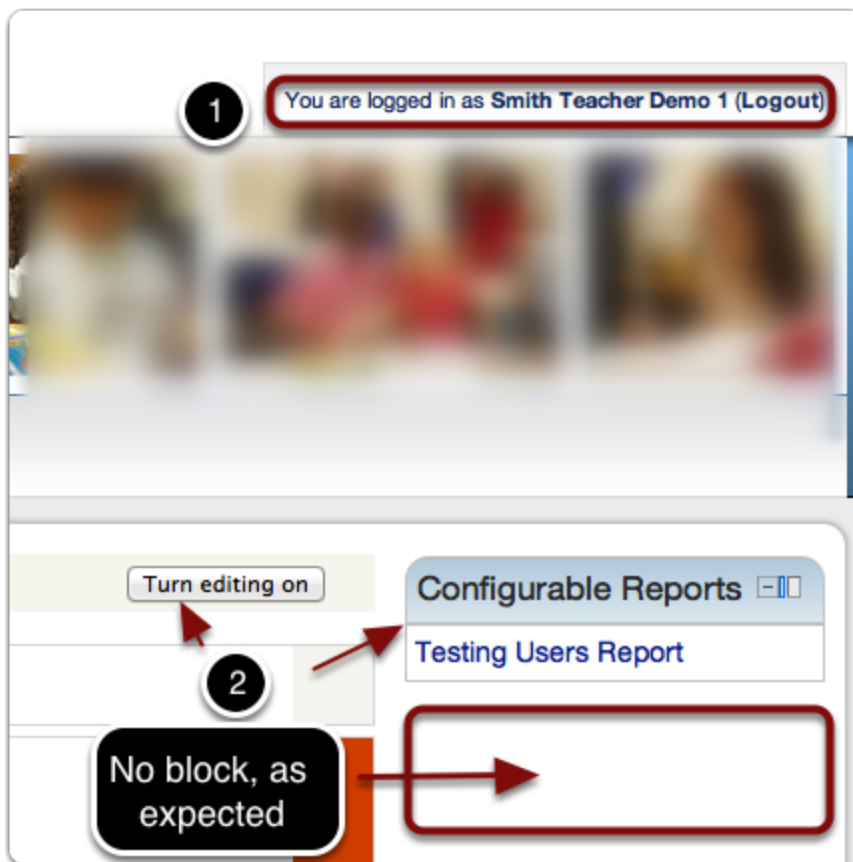 1
You are logged in as Smith Teacher Demo 1 (Logout)
Turn editing on
Configurable Reports
Testing Users Report
2
No block, as
expected